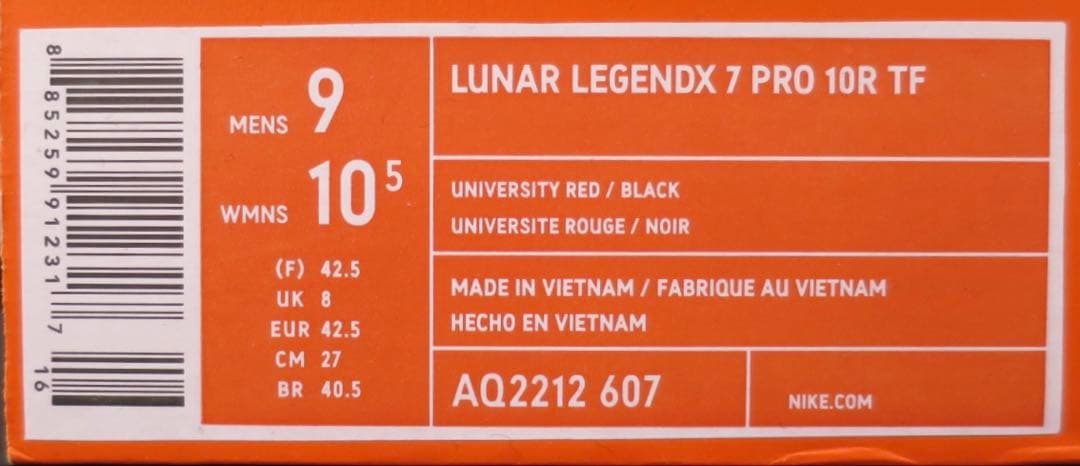 8 85259 91231 7
16
MENS 9
WMNS 10 5
(F) 42.5
UK 8
EUR 42.5
CM 27
BR 40.5
LUNAR LEGENDX 7 PRO 10R TF
UNIVERSITY RED / BLACK
UNIVERSITE ROUGE / NOIR
MADE IN VIETNAM / FABRIQUE AU VIETNAM
HECHO EN VIETNAM
AQ2212 607
NIKE.COM